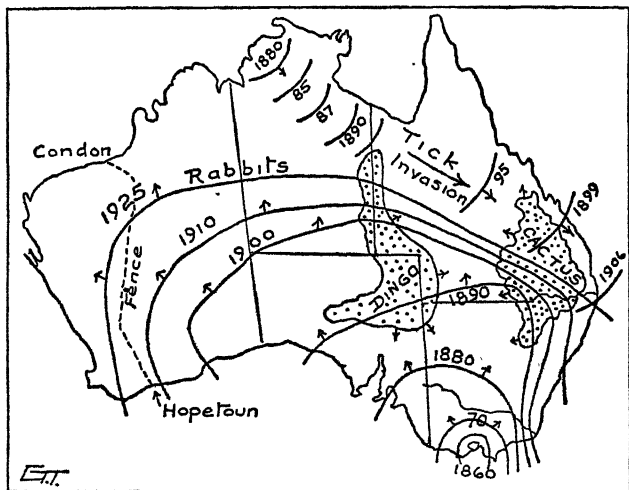 1880
85
87
1890
Tick
Invasion
95
1899
Condon
Rabbits
1925
1910
1900
Fence
CACTUS
1906
DINGO
1890
1880
Hopetoun
70
1860
G.T.